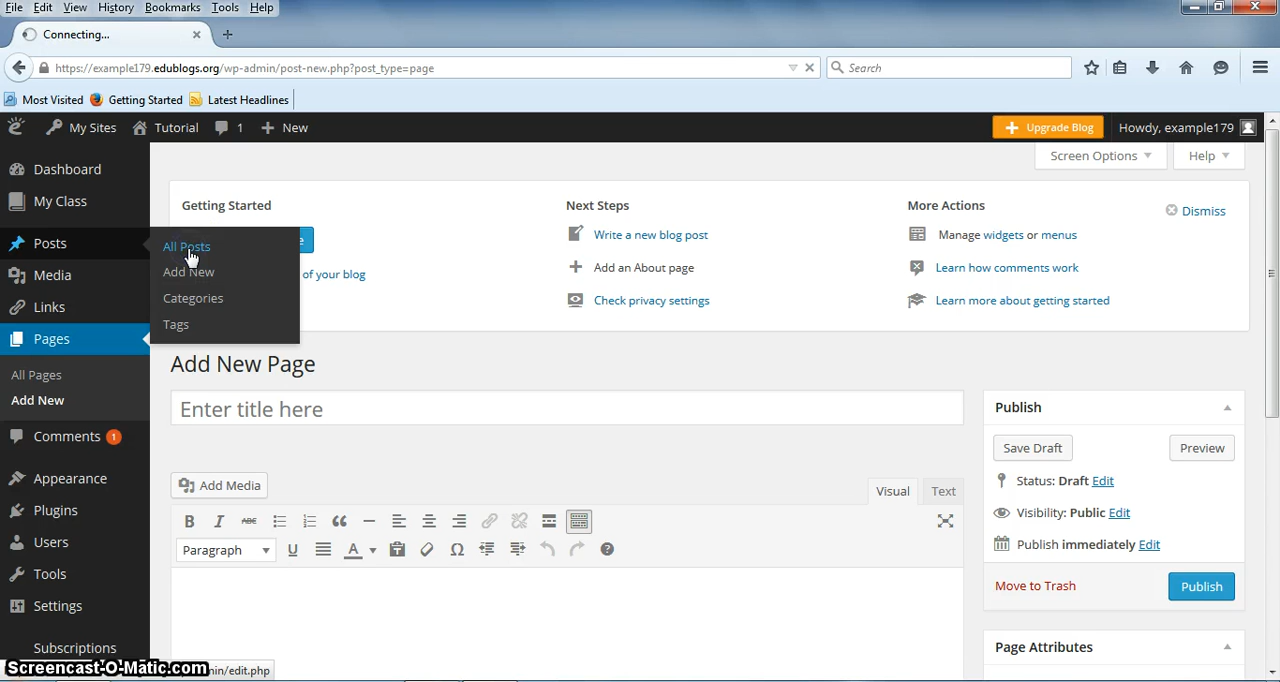 File Edit View History Bookmarks Tools Help
Connecting...
https://example179.edublogs.org/wp-admin/post-new.php?post_type=page
Search
Most Visited Getting Started Latest Headlines
My Sites Tutorial 1 New
Upgrade Blog Howdy, example179
Screen Options Help
Dashboard
My Class
Posts
Media
Links
Pages
All Pages
Add New
Comments 1
Appearance
Plugins
Users
Tools
Settings
Subscriptions
All Posts
Add New
Categories
Tags
Getting Started
of your blog
Next Steps
Write a new blog post
Add an About page
Check privacy settings
More Actions
Manage widgets or menus
Learn how comments work
Learn more about getting started
Dismiss
Add New Page
Enter title here
Add Media
Visual Text
B I ABC
Paragraph U A Ω
Publish
Save Draft Preview
Status: Draft Edit
Visibility: Public Edit
Publish immediately Edit
Move to Trash Publish
Page Attributes
Screencast-O-Matic.com
in/edit.php